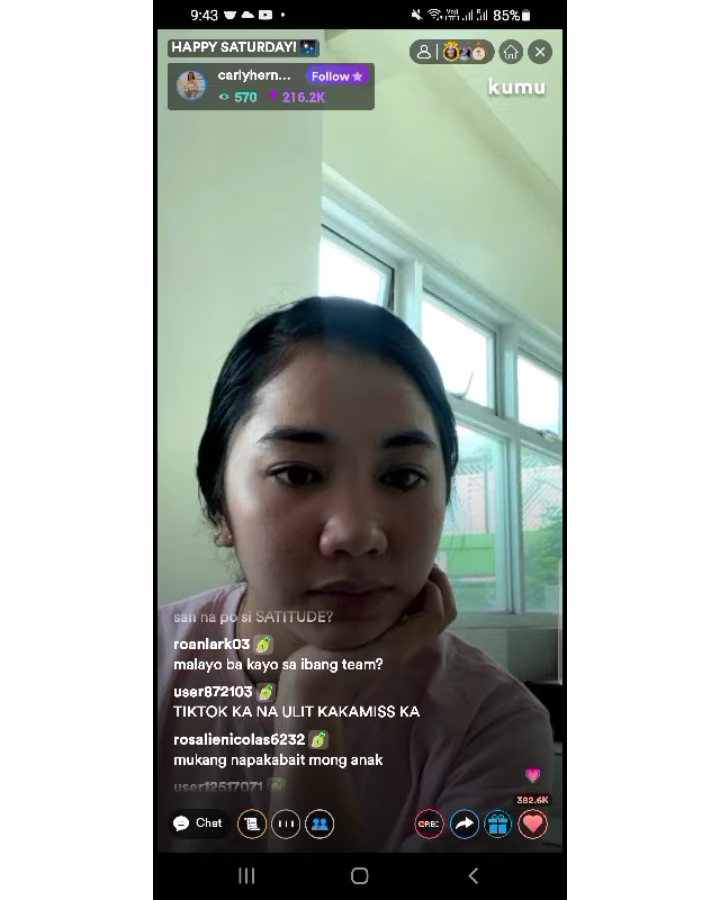 9:43
85%
HAPPY SATURDAY!
carlyhern...
Follow
570
216.2K
kumu
san na po si SATITUDE?
roanlark03
malayo ba kayo sa ibang team?
user872103
TIKTOK KA NA ULIT KAKAMISS KA
rosalienicolas6232
mukang napakabait mong anak
user12517071
382.6K
Chat
REC